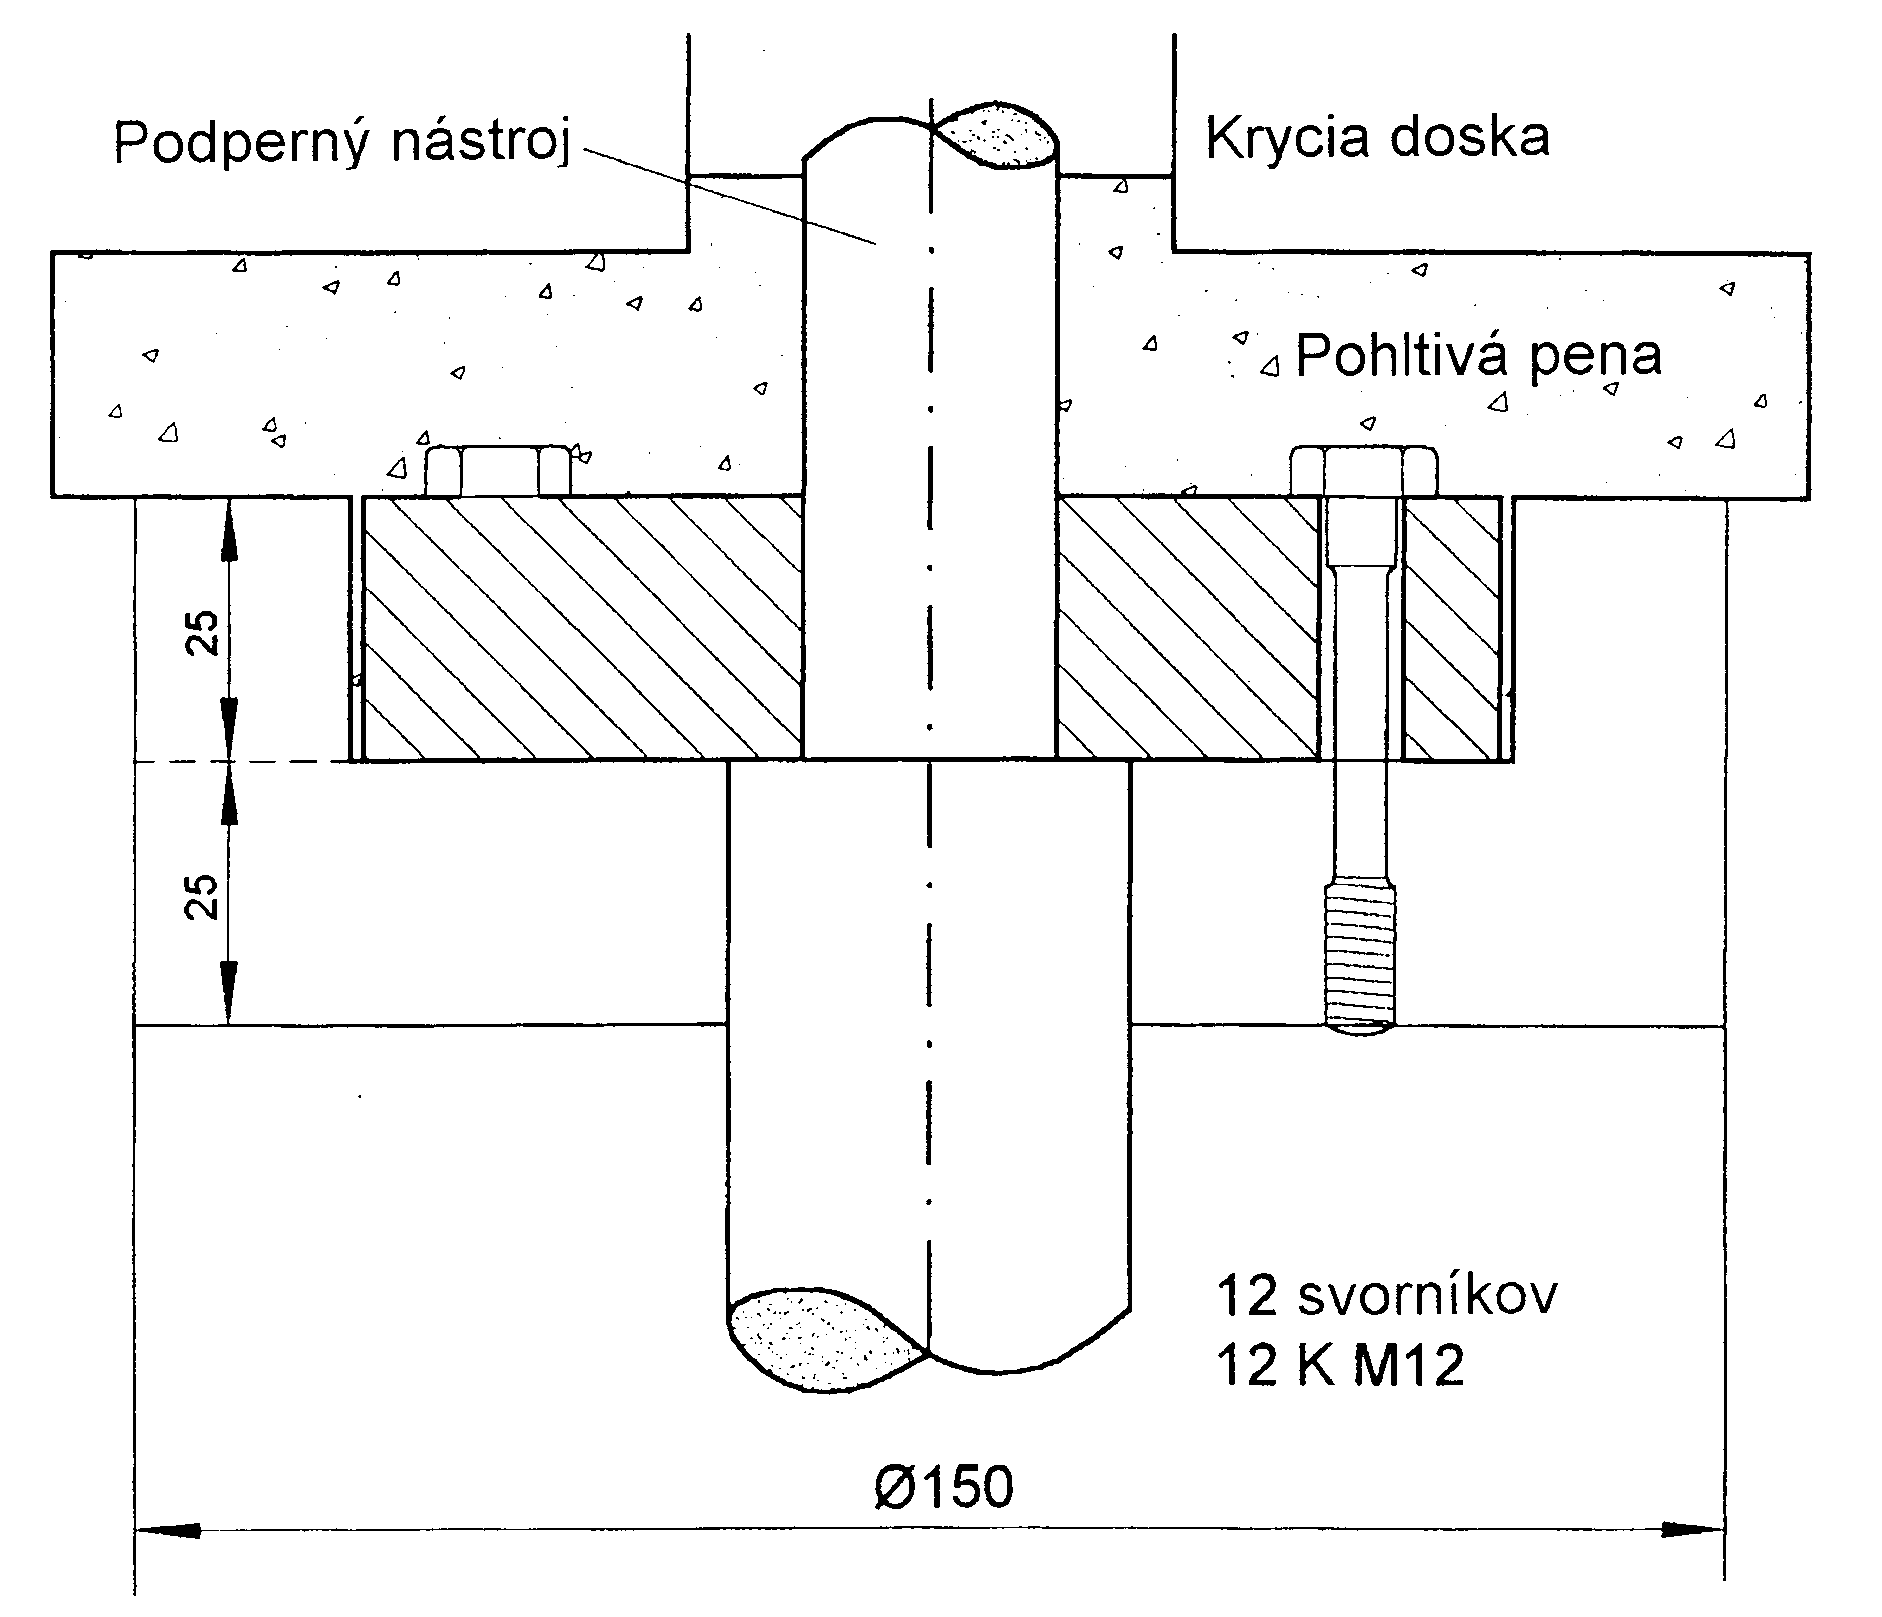 Podperný nástroj
Krycia doska
Pohltivá pena
25
25
12 svorníkov
12 K M12
Ø150